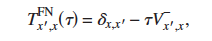 T^{FN}_{x',x}(τ) = δ_{x,x'} − τV^{-}_{x',x},